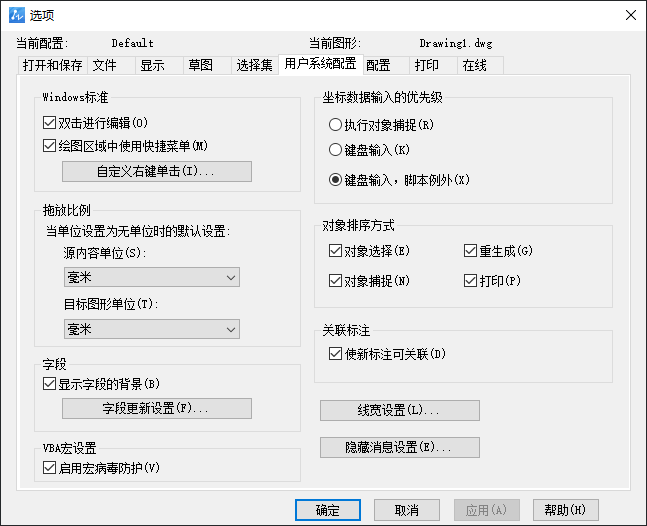 选项
当前配置: Default 当前图形: Drawing1.dwg
打开和保存 文件 显示 草图 选择集 用户系统配置 配置 打印 在线
Windows标准
双击进行编辑(O)
绘图区域中使用快捷菜单(M)
自定义右键单击(I)...
拖放比例
当单位设置为无单位时的默认设置:
源内容单位(S):
毫米
目标图形单位(T):
毫米
字段
显示字段的背景(B)
字段更新设置(F)...
VBA宏设置
启用宏病毒防护(V)
坐标数据输入的优先级
执行对象捕捉(R)
键盘输入(K)
键盘输入，脚本例外(X)
对象排序方式
对象选择(E) 重生成(G)
对象捕捉(N) 打印(P)
关联标注
使新标注可关联(D)
线宽设置(L)...
隐藏消息设置(E)...
确定 取消 应用(A) 帮助(H)